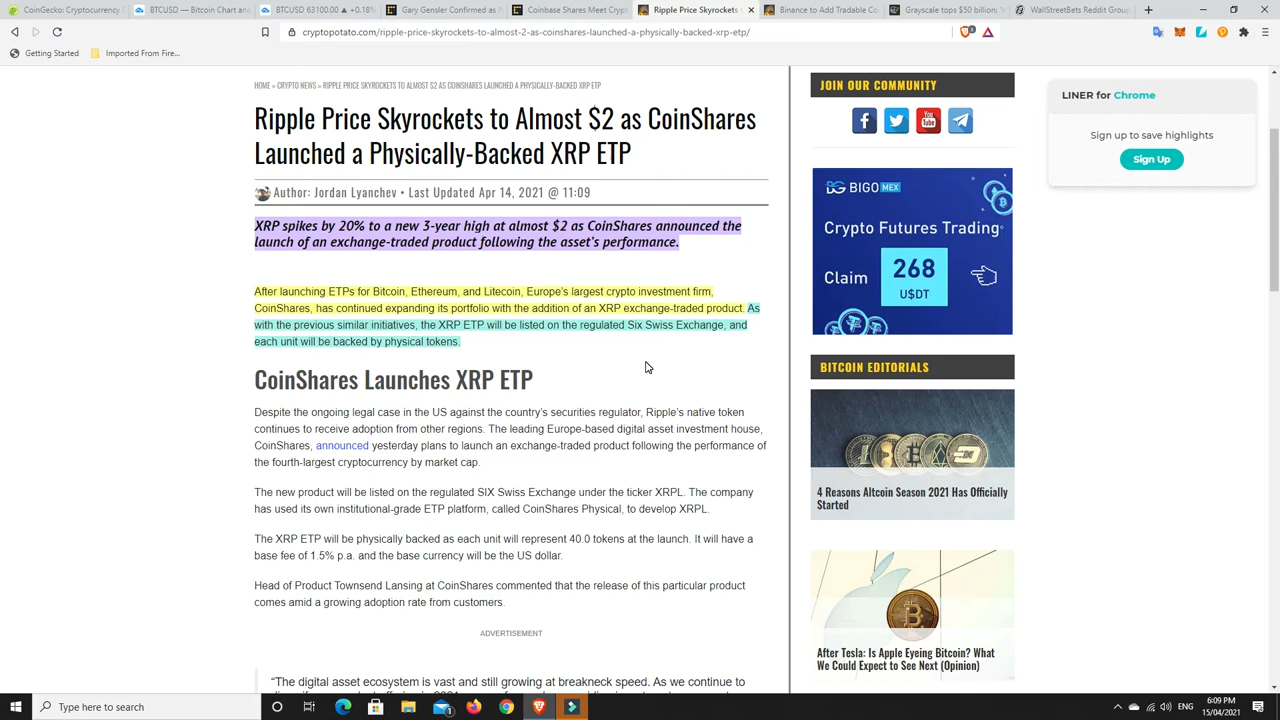 CoinGecko: Cryptocurrency P
BTCUSD — Bitcoin Chart and
BTCUSD 63100.00 ▲ +0.18%
Gary Gensler Confirmed as N
Coinbase Shares Meet Crypt
Ripple Price Skyrockets t
Binance to Add Tradable Co
Grayscale tops $50 billion: "
WallStreetBets Reddit Group
cryptopotato.com/ripple-price-skyrockets-to-almost-2-as-coinshares-launched-a-physically-backed-xrp-etp/
Getting Started
Imported From Firef...
HOME » CRYPTO NEWS » RIPPLE PRICE SKYROCKETS TO ALMOST $2 AS COINSHARES LAUNCHED A PHYSICALLY-BACKED XRP ETP
Ripple Price Skyrockets to Almost $2 as CoinShares
Launched a Physically-Backed XRP ETP
Author: Jordan Lyanchev • Last Updated Apr 14, 2021 @ 11:09
XRP spikes by 20% to a new 3-year high at almost $2 as CoinShares announced the
launch of an exchange-traded product following the asset's performance.
After launching ETPs for Bitcoin, Ethereum, and Litecoin, Europe's largest crypto investment firm,
CoinShares, has continued expanding its portfolio with the addition of an XRP exchange-traded product. As
with the previous similar initiatives, the XRP ETP will be listed on the regulated Six Swiss Exchange, and
each unit will be backed by physical tokens.
CoinShares Launches XRP ETP
Despite the ongoing legal case in the US against the country's securities regulator, Ripple's native token
continues to receive adoption from other regions. The leading Europe-based digital asset investment house,
CoinShares, announced yesterday plans to launch an exchange-traded product following the performance of
the fourth-largest cryptocurrency by market cap.
The new product will be listed on the regulated SIX Swiss Exchange under the ticker XRPL. The company
has used its own institutional-grade ETP platform, called CoinShares Physical, to develop XRPL.
The XRP ETP will be physically backed as each unit will represent 40.0 tokens at the launch. It will have a
base fee of 1.5% p.a. and the base currency will be the US dollar.
Head of Product Townsend Lansing at CoinShares commented that the release of this particular product
comes amid a growing adoption rate from customers.
ADVERTISEMENT
"The digital asset ecosystem is vast and still growing at breakneck speed. As we continue to
JOIN OUR COMMUNITY
You
Tube
BIGO MEX
Crypto Futures Trading
Claim
268
U$DT
BITCOIN EDITORIALS
4 Reasons Altcoin Season 2021 Has Officially
Started
After Tesla: Is Apple Eyeing Bitcoin? What
We Could Expect to See Next (Opinion)
LINER for Chrome
Sign up to save highlights
Sign Up
Type here to search
ENG
6:09 PM
15/04/2021